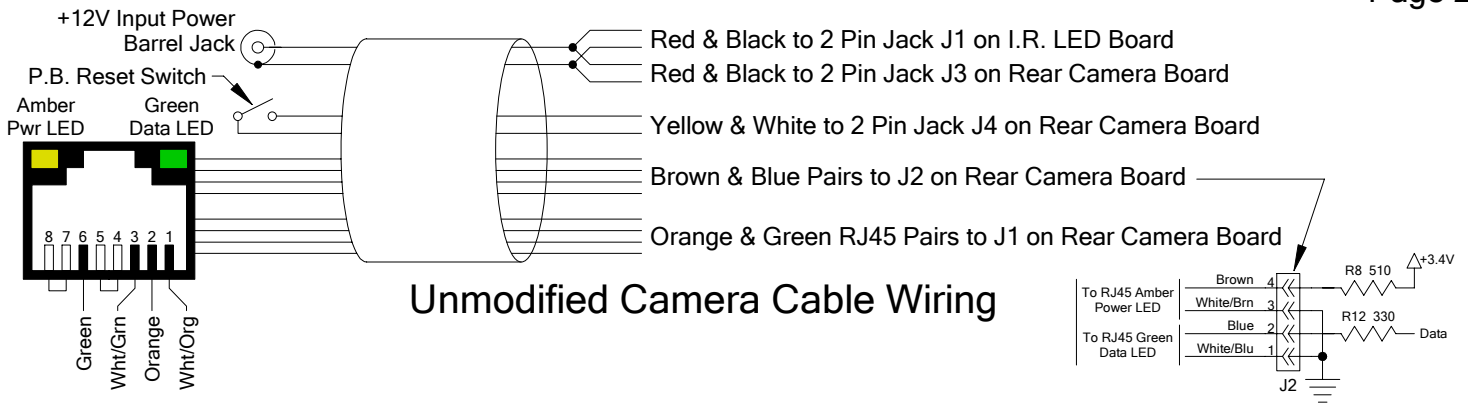 Page
+12V Input Power
Barrel Jack
P.B. Reset Switch
Amber
Pwr LED
Green
Data LED
8 7 6 5 4 3 2 1
Green
Wht/Grn
Orange
Wht/Org
Red & Black to 2 Pin Jack J1 on I.R. LED Board
Red & Black to 2 Pin Jack J3 on Rear Camera Board
Yellow & White to 2 Pin Jack J4 on Rear Camera Board
Brown & Blue Pairs to J2 on Rear Camera Board
Orange & Green RJ45 Pairs to J1 on Rear Camera Board
Unmodified Camera Cable Wiring
To RJ45 Amber
Power LED
To RJ45 Green
Data LED
Brown 4
White/Brn 3
Blue 2
White/Blu 1
J2
R8 510
+3.4V
R12 330
Data